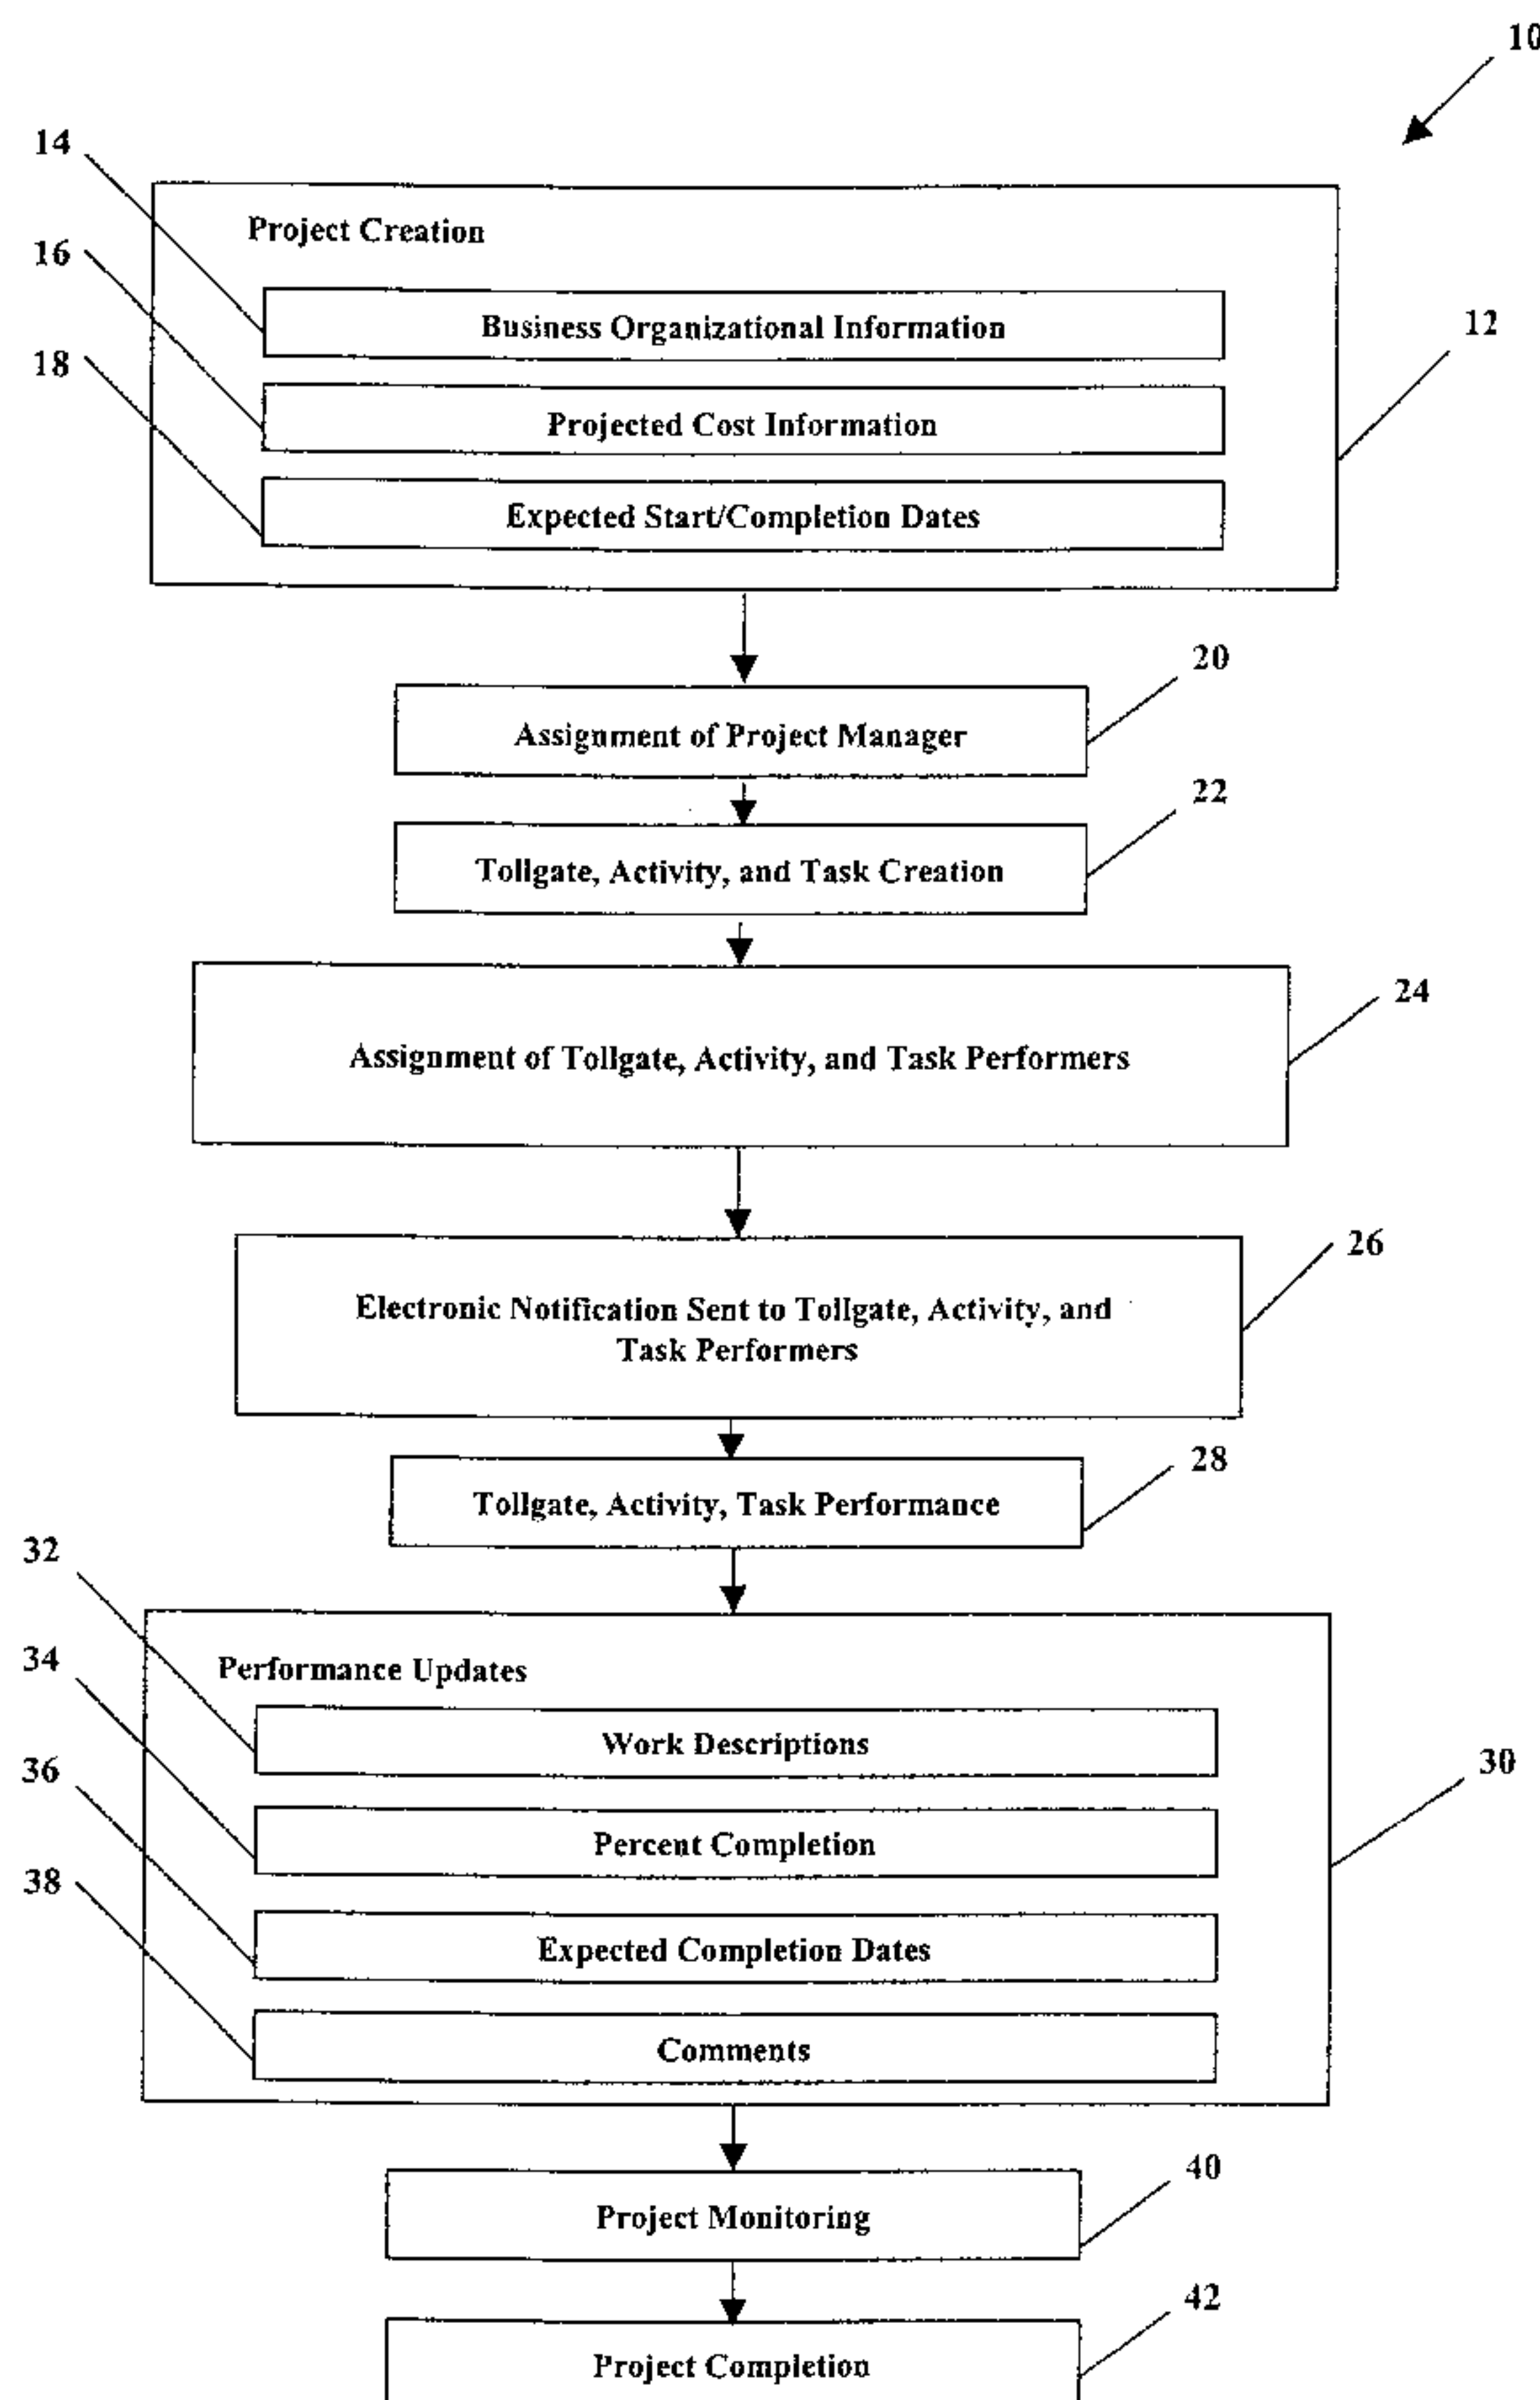 10
14
Project Creation
16
Business Organizational Information
12
18
Projected Cost Information
Expected Start/Completion Dates
20
Assignment of Project Manager
22
Tollgate, Activity, and Task Creation
24
Assignment of Tollgate, Activity, and Task Performers
26
Electronic Notification Sent to Tollgate, Activity, and
Task Performers
28
Tollgate, Activity, Task Performance
32
34
Performance Updates
Work Descriptions
36
30
Percent Completion
38
Expected Completion Dates
Comments
40
Project Monitoring
42
Project Completion